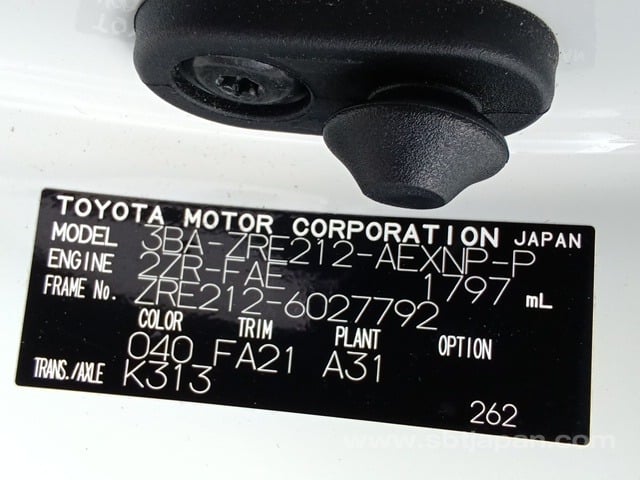 TOYOTA MOTOR CORPORATION JAPAN
MODEL 3BA-ZRE212-AEXNP-P
ENGINE 2ZR-FAE 1797 mL
FRAME No. ZRE212-6027792
COLOR TRIM PLANT OPTION
040 FA21 A31
TRANS./AXLE K313
262
www.sbtjapan.com